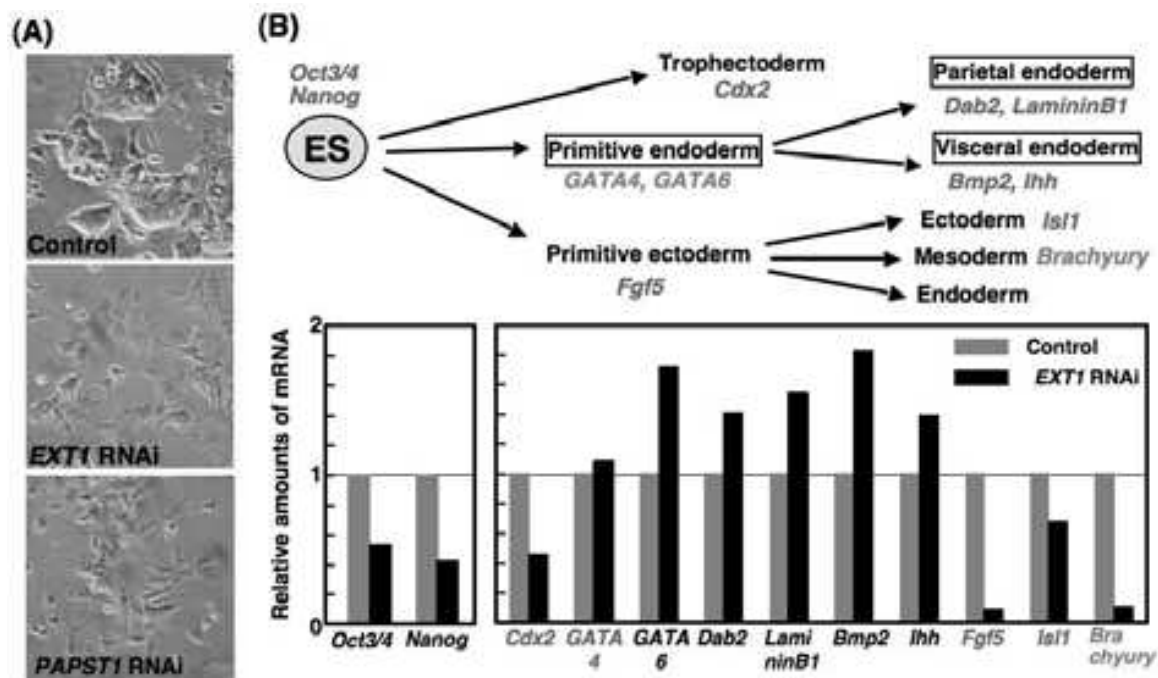 (A)
Control
EXT1 RNAi
PAPST1 RNAi
(B)
Oct3/4
Nanog
ES
Trophectoderm
Cdx2
Primitive endoderm
GATA4, GATA6
Primitive ectoderm
Fgf5
Parietal endoderm
Dab2, LamininB1
Visceral endoderm
Bmp2, Ihh
Ectoderm Isl1
Mesoderm Brachyury
Endoderm
Relative amounts of mRNA
2
1
0
Control
EXT1 RNAi
Oct3/4
Nanog
Cdx2
GATA
4
GATA
6
Dab2
Lami
ninB1
Bmp2
Ihh
Fgf5
Isl1
Bra
chyury